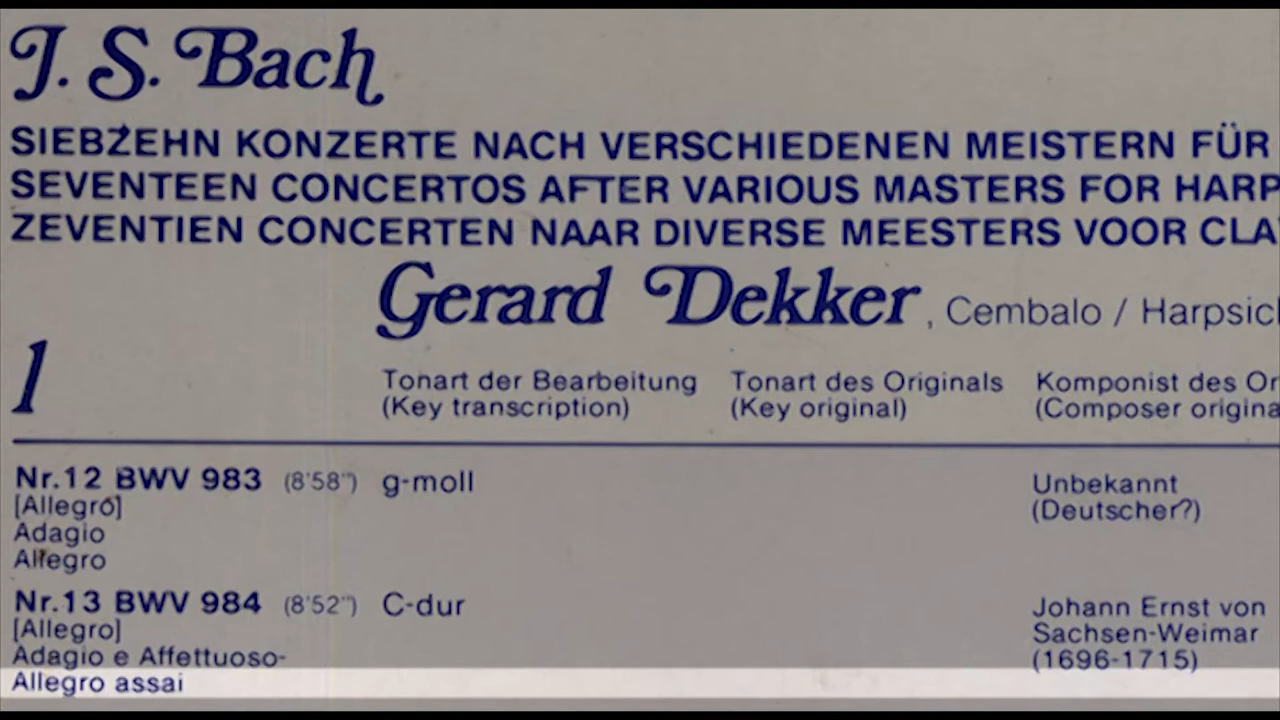 J. S. Bach
SIEBZEHN KONZERTE NACH VERSCHIEDENEN MEISTERN FÜR
SEVENTEEN CONCERTOS AFTER VARIOUS MASTERS FOR HARP
ZEVENTIEN CONCERTEN NAAR DIVERSE MEESTERS VOOR CLA
Gerard Dekker, Cembalo / Harpsic
1
Tonart der Bearbeitung Tonart des Originals Komponist des Or
(Key transcription) (Key original) (Composer origina
Nr.12 BWV 983 (8'58") g-moll Unbekannt
[Allegro] (Deutscher?)
Adagio
Allegro
Nr.13 BWV 984 (8'52") C-dur Johann Ernst von
[Allegro] Sachsen-Weimar
Adagio e Affettuoso- (1696-1715)
Allegro assai